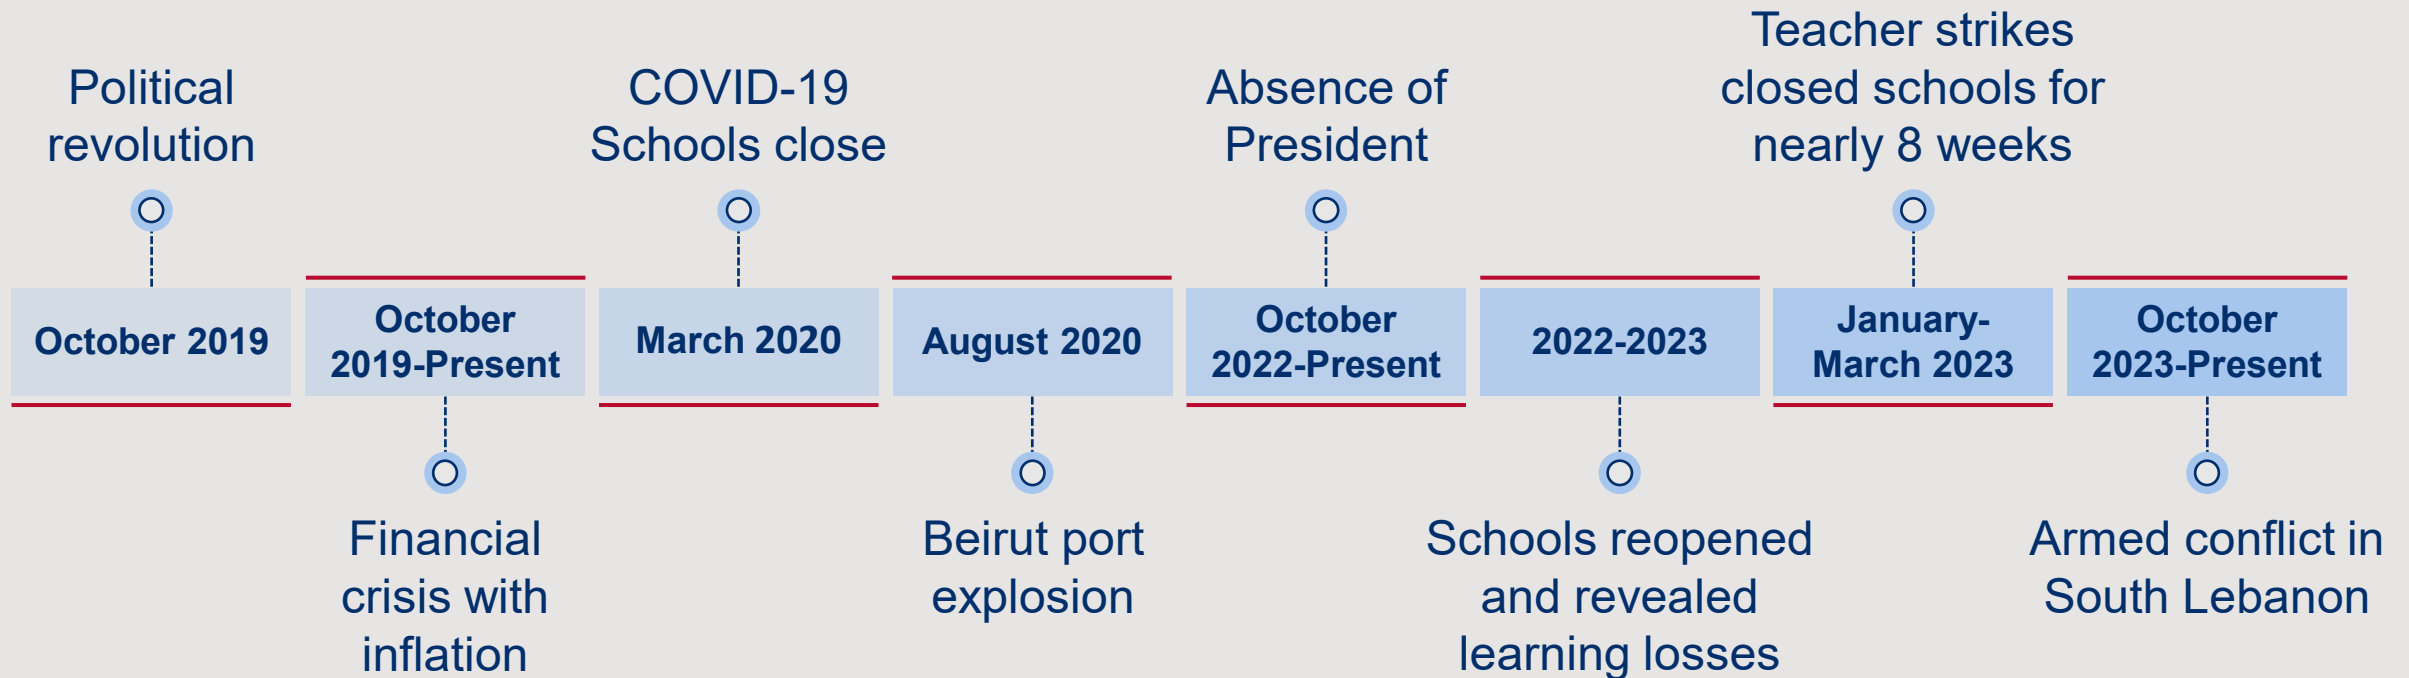 Political
revolution
October 2019
October
2019-Present
Financial
crisis with
inflation
COVID-19
Schools close
March 2020
August 2020
Beirut port
explosion
Absence of
President
October
2022-Present
2022-2023
Schools reopened
and revealed
learning losses
Teacher strikes
closed schools for
nearly 8 weeks
January-
March 2023
October
2023-Present
Armed conflict in
South Lebanon